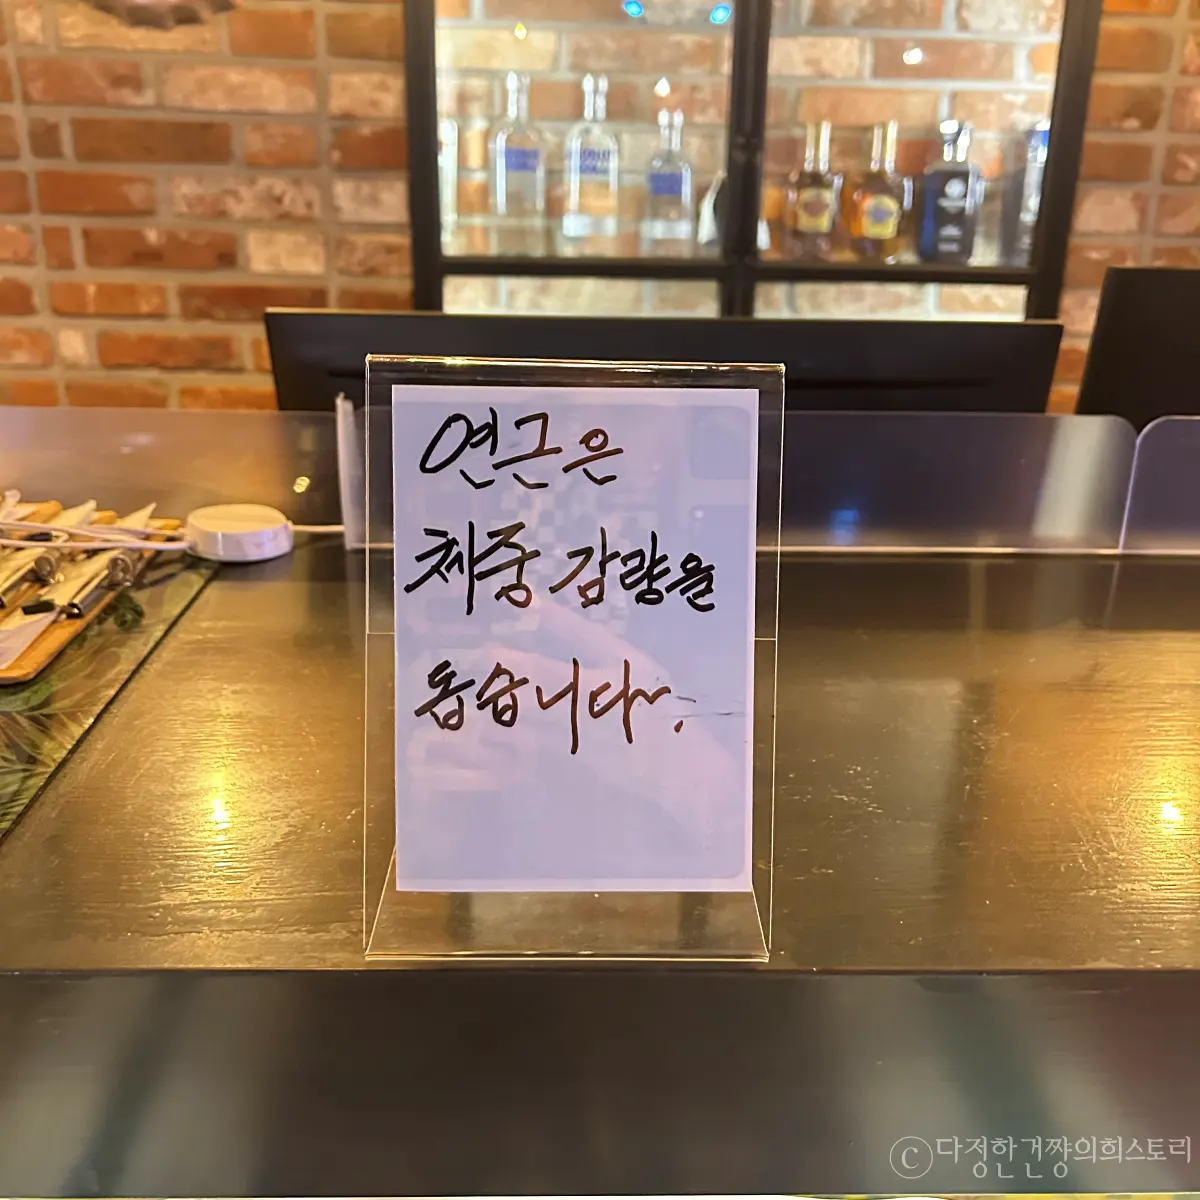 연근은
체중 감량을
돕습니다~.
ⓒ다정한건쨩의희스토리